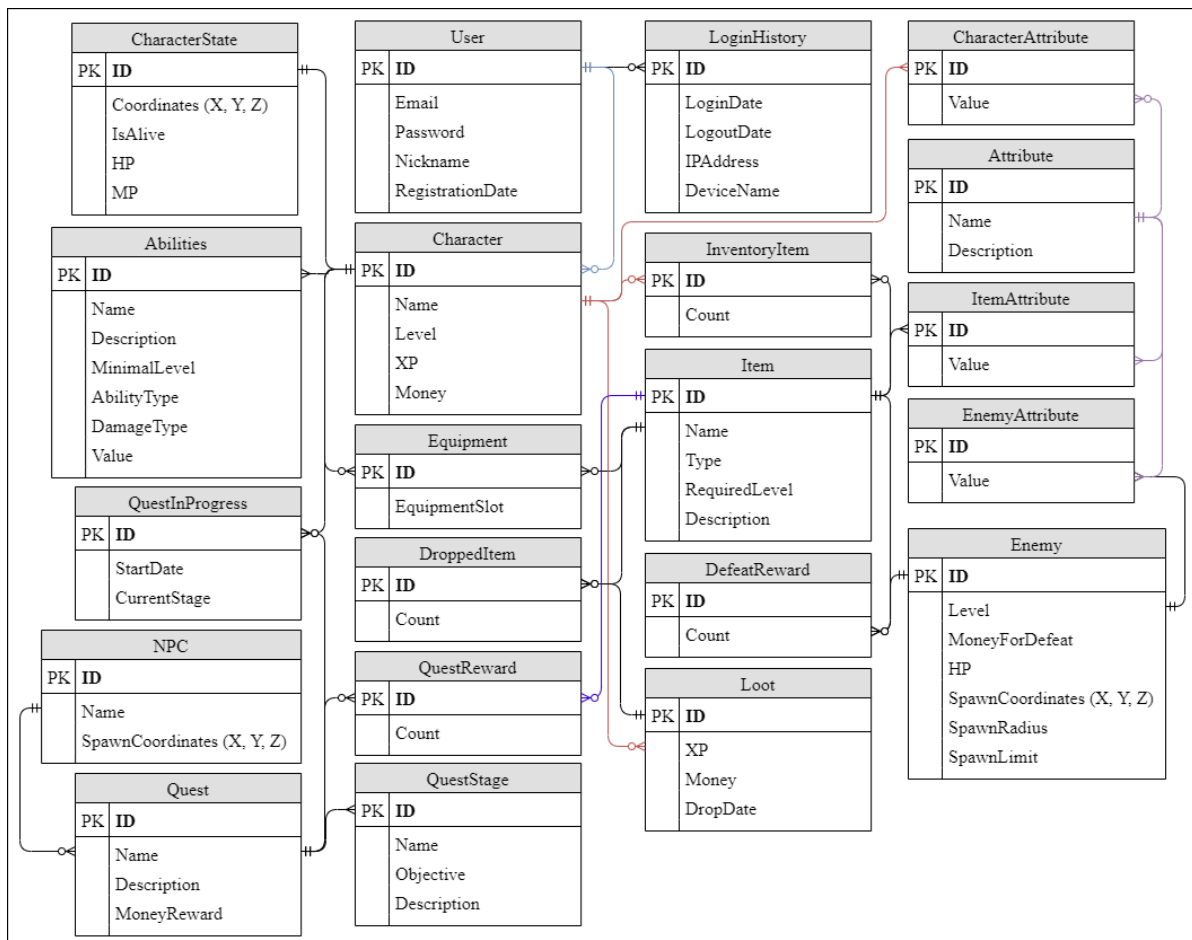 CharacterState
PK ID
Coordinates (X, Y, Z)
IsAlive
HP
MP
Abilities
PK ID
Name
Description
MinimalLevel
AbilityType
DamageType
Value
QuestInProgress
PK ID
StartDate
CurrentStage
NPC
PK ID
Name
SpawnCoordinates (X, Y, Z)
Quest
PK ID
Name
Description
MoneyReward
User
PK ID
Email
Password
Nickname
RegistrationDate
Character
PK ID
Name
Level
XP
Money
Equipment
PK ID
EquipmentSlot
DroppedItem
PK ID
Count
QuestReward
PK ID
Count
QuestStage
PK ID
Name
Objective
Description
LoginHistory
PK ID
LoginDate
LogoutDate
IPAddress
DeviceName
InventoryItem
PK ID
Count
Item
PK ID
Name
Type
RequiredLevel
Description
DefeatReward
PK ID
Count
Loot
PK ID
XP
Money
DropDate
CharacterAttribute
PK ID
Value
Attribute
PK ID
Name
Description
ItemAttribute
PK ID
Value
EnemyAttribute
PK ID
Value
Enemy
PK ID
Level
MoneyForDefeat
HP
SpawnCoordinates (X, Y, Z)
SpawnRadius
SpawnLimit